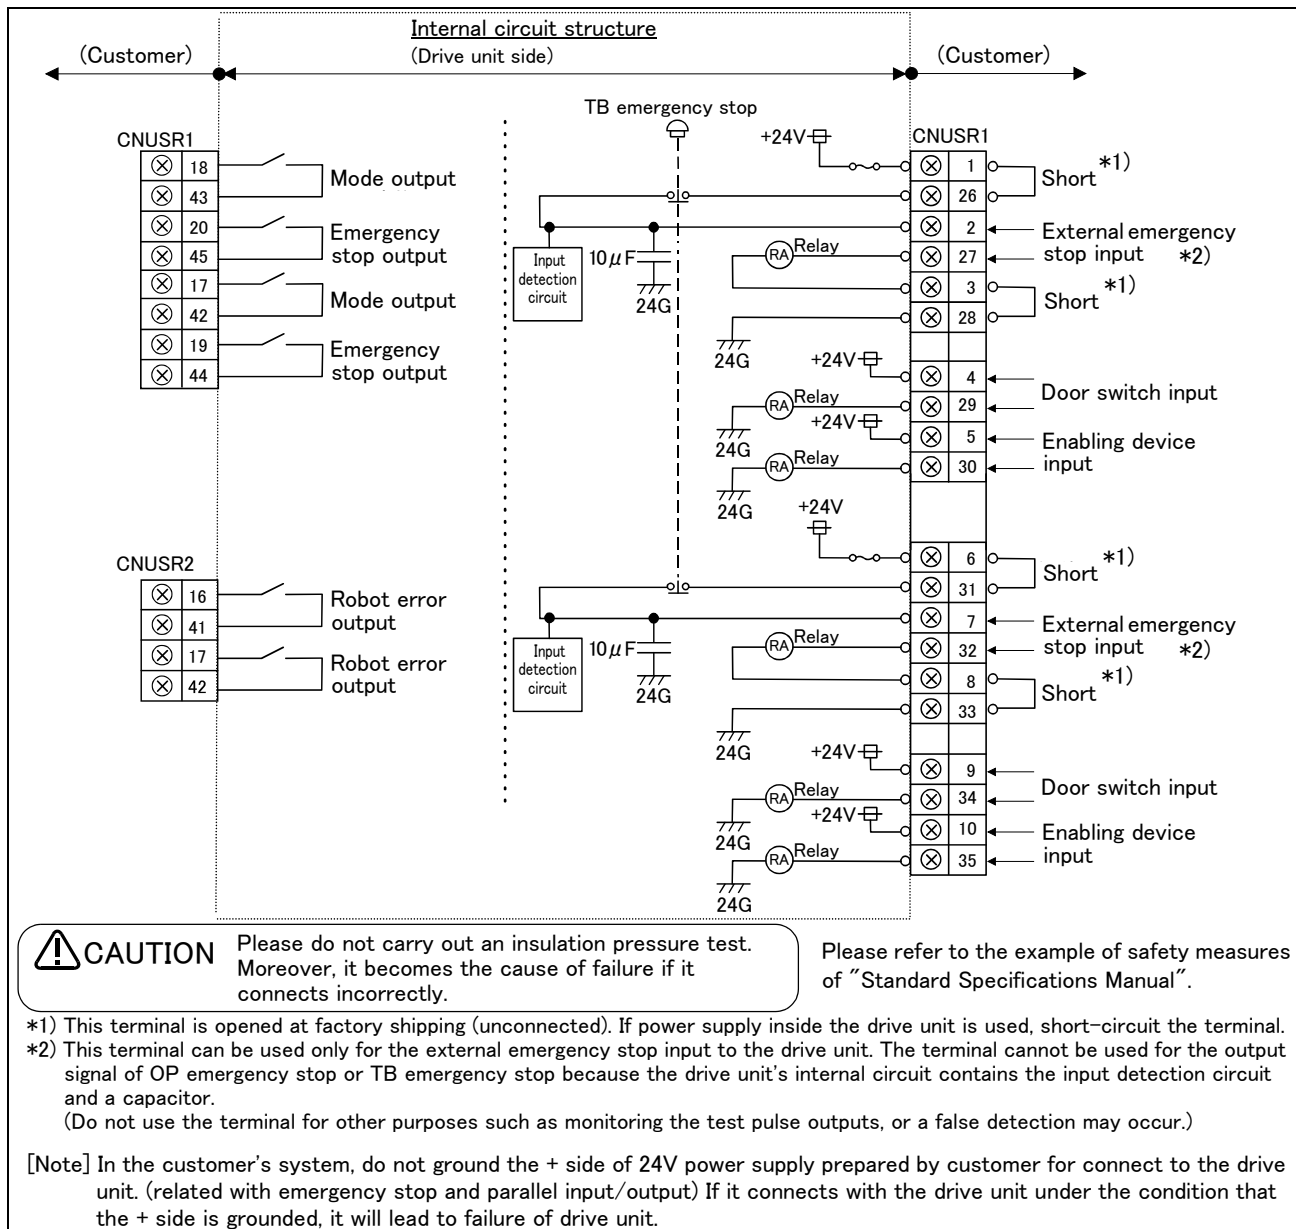 Internal circuit structure
(Customer)
(Drive unit side)
(Customer)
TB emergency stop
CNUSR1
18
43
20
45
17
42
19
44
Mode output
Emergency
stop output
Mode output
Emergency
stop output
CNUSR2
16
41
17
42
Robot error
output
Robot error
output
+24V
CNUSR1
1
26
2
27
3
28
4
29
5
30
6
31
7
32
8
33
9
34
10
35
Short *1)
External emergency
stop input *2)
Short *1)
Door switch input
Enabling device
input
Short *1)
External emergency
stop input *2)
Short *1)
Door switch input
Enabling device
input
Input
detection
circuit
10μF
24G
RA Relay
24G
+24V
RA Relay
24G
+24V
RA Relay
24G
+24V
Input
detection
circuit
10μF
24G
RA Relay
24G
+24V
RA Relay
24G
+24V
RA Relay
24G
CAUTION
Please do not carry out an insulation pressure test.
Moreover, it becomes the cause of failure if it
connects incorrectly.
Please refer to the example of safety measures
of "Standard Specifications Manual".
*1) This terminal is opened at factory shipping (unconnected). If power supply inside the drive unit is used, short-circuit the terminal.
*2) This terminal can be used only for the external emergency stop input to the drive unit. The terminal cannot be used for the output
signal of OP emergency stop or TB emergency stop because the drive unit's internal circuit contains the input detection circuit
and a capacitor.
(Do not use the terminal for other purposes such as monitoring the test pulse outputs, or a false detection may occur.)
[Note] In the customer's system, do not ground the + side of 24V power supply prepared by customer for connect to the drive
unit. (related with emergency stop and parallel input/output) If it connects with the drive unit under the condition that
the + side is grounded, it will lead to failure of drive unit.